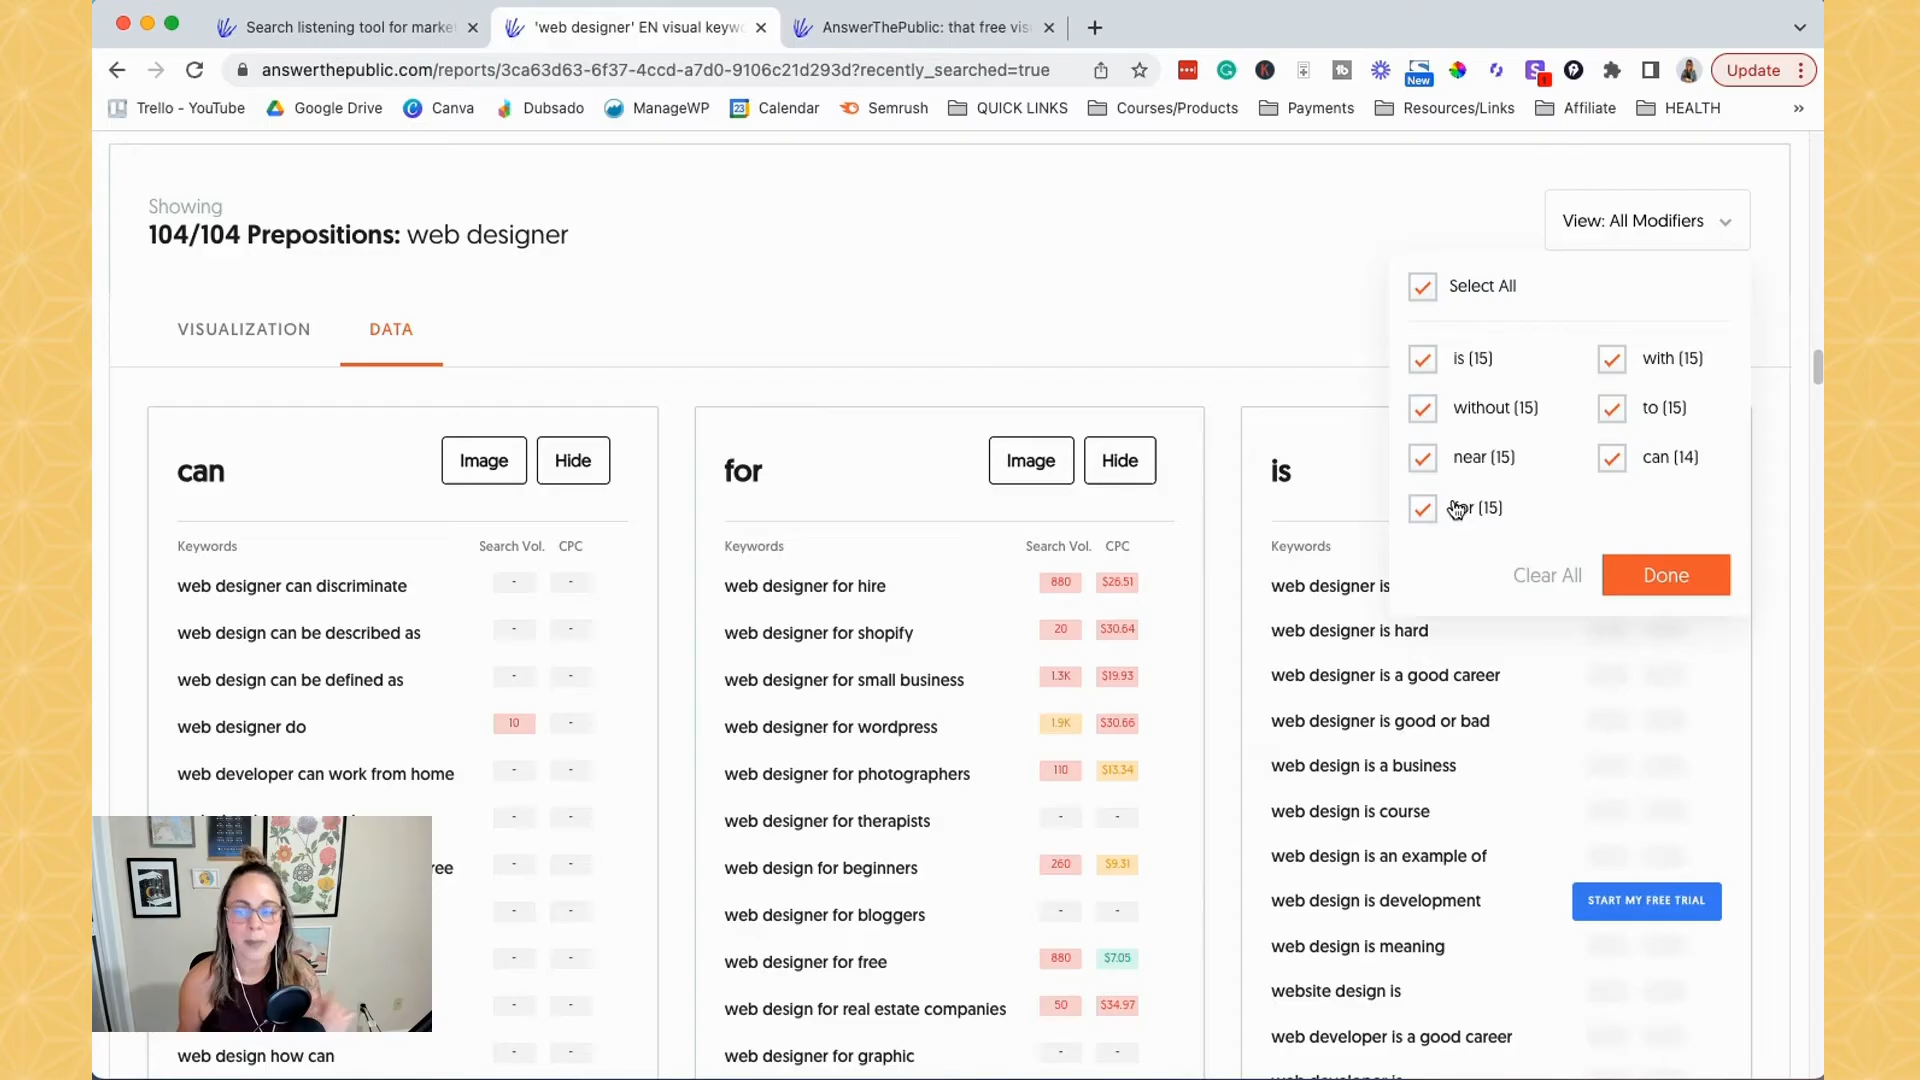 Search listening tool for marke
'web designer' EN visual keyw
AnswerThePublic: that free vis
answerthepublic.com/reports/3ca63d63-6f37-4ccd-a7d0-9106c21d293d?recently_searched=true
New
Update
Trello - YouTube
Google Drive
Canva
Dubsado
ManageWP
Calendar
Semrush
QUICK LINKS
Courses/Products
Payments
Resources/Links
Affiliate
HEALTH
Showing
104/104 Prepositions: web designer
View: All Modifiers
Select All
is (15)
with (15)
without (15)
to (15)
near (15)
can (14)
(15)
Clear All
Done
VISUALIZATION
DATA
can
Image
Hide
Keywords Search Vol. CPC
web designer can discriminate - -
web design can be described as - -
web design can be defined as - -
web designer do 10 -
web developer can work from home - -
- -
ree - -
- -
- -
- -
web design how can - -
for
Image
Hide
Keywords Search Vol. CPC
web designer for hire 880 $26.51
web designer for shopify 20 $30.64
web designer for small business 1.3K $19.93
web designer for wordpress 1.9K $30.66
web designer for photographers 110 $13.34
web designer for therapists - -
web design for beginners 260 $9.31
web designer for bloggers - -
web designer for free 880 $7.05
web design for real estate companies 50 $34.97
web designer for graphic - -
is
Keywords
web designer is
web designer is hard
web designer is a good career
web designer is good or bad
web design is a business
web design is course
web design is an example of
web design is development
web design is meaning
website design is
web developer is a good career
START MY FREE TRIAL